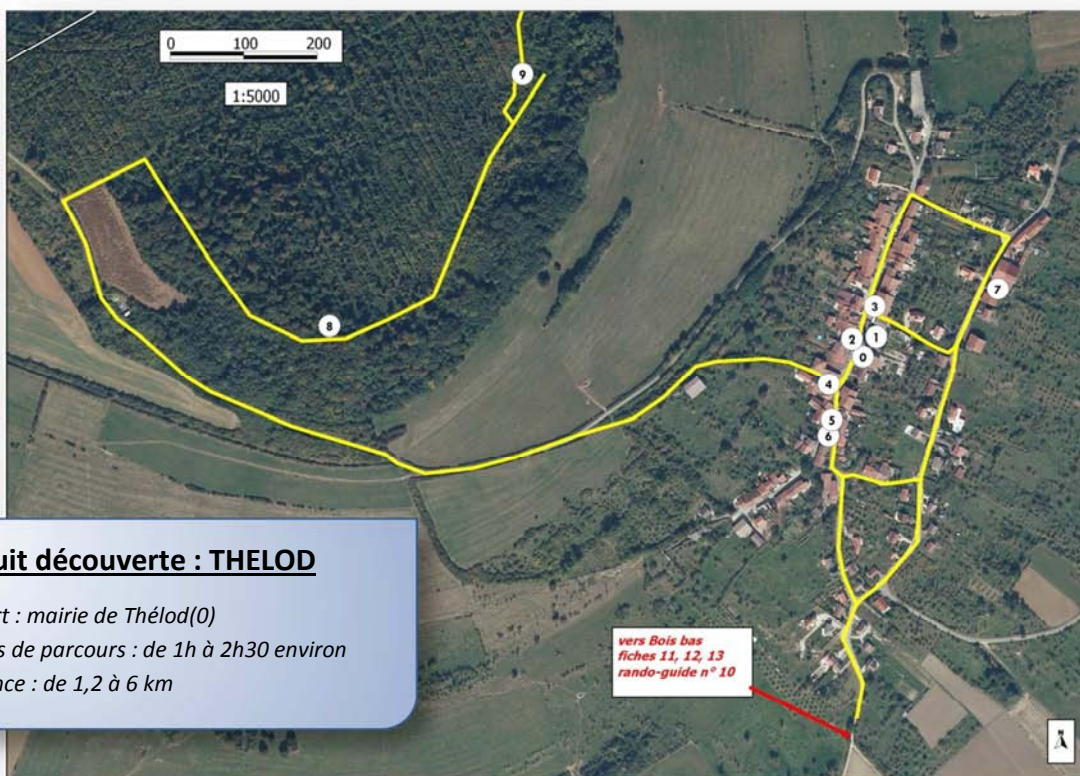 0 100 200
1:5000
9
7
3
1
2
0
4
5
6
8
uit découverte : THELOD
rt : mairie de Thélod(0)
s de parcours : de 1h à 2h30 environ
nce : de 1,2 à 6 km
vers Bois bas
fiches 11, 12, 13
rando-guide n° 10